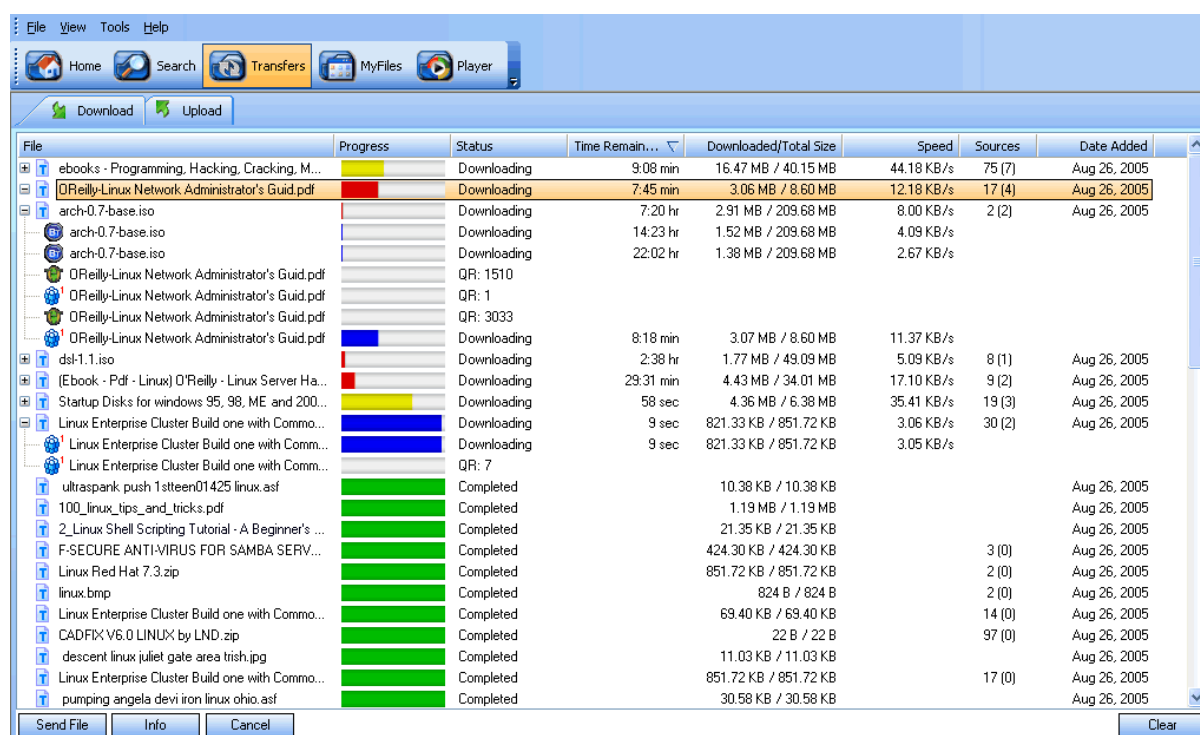 File View Tools Help
Home Search Transfers MyFiles Player
Download Upload
File Progress Status Time Remain... Downloaded/Total Size Speed Sources Date Added
ebooks - Programming, Hacking, Cracking, M... Downloading 9:08 min 16.47 MB / 40.15 MB 44.18 KB/s 75 (7) Aug 26, 2005
OReilly-Linux Network Administrator's Guid.pdf Downloading 7:45 min 3.06 MB / 8.60 MB 12.18 KB/s 17 (4) Aug 26, 2005
arch-0.7-base.iso Downloading 7:20 hr 2.91 MB / 209.68 MB 8.00 KB/s 2 (2) Aug 26, 2005
arch-0.7-base.iso Downloading 14:23 hr 1.52 MB / 209.68 MB 4.09 KB/s
arch-0.7-base.iso Downloading 22:02 hr 1.38 MB / 209.68 MB 2.67 KB/s
OReilly-Linux Network Administrator's Guid.pdf QR: 1510
OReilly-Linux Network Administrator's Guid.pdf QR: 1
OReilly-Linux Network Administrator's Guid.pdf QR: 3033
OReilly-Linux Network Administrator's Guid.pdf Downloading 8:18 min 3.07 MB / 8.60 MB 11.37 KB/s
dsl-1.1.iso Downloading 2:38 hr 1.77 MB / 49.09 MB 5.09 KB/s 8 (1) Aug 26, 2005
(Ebook - Pdf - Linux) O'Reilly - Linux Server Ha... Downloading 29:31 min 4.43 MB / 34.01 MB 17.10 KB/s 9 (2) Aug 26, 2005
Startup Disks for windows 95, 98, ME and 200... Downloading 58 sec 4.36 MB / 6.38 MB 35.41 KB/s 19 (3) Aug 26, 2005
Linux Enterprise Cluster Build one with Commo... Downloading 9 sec 821.33 KB / 851.72 KB 3.06 KB/s 30 (2) Aug 26, 2005
Linux Enterprise Cluster Build one with Comm... Downloading 9 sec 821.33 KB / 851.72 KB 3.05 KB/s
Linux Enterprise Cluster Build one with Comm... QR: 7
ultraspank push 1stteen01425 linux.asf Completed 10.38 KB / 10.38 KB Aug 26, 2005
100_linux_tips_and_tricks.pdf Completed 1.19 MB / 1.19 MB Aug 26, 2005
2_Linux Shell Scripting Tutorial - A Beginner's ... Completed 21.35 KB / 21.35 KB Aug 26, 2005
F-SECURE ANTI-VIRUS FOR SAMBA SERV... Completed 424.30 KB / 424.30 KB 3 (0) Aug 26, 2005
Linux Red Hat 7.3.zip Completed 851.72 KB / 851.72 KB 2 (0) Aug 26, 2005
linux.bmp Completed 824 B / 824 B 2 (0) Aug 26, 2005
Linux Enterprise Cluster Build one with Commo... Completed 69.40 KB / 69.40 KB 14 (0) Aug 26, 2005
CADFIX V6.0 LINUX by LND.zip Completed 22 B / 22 B 97 (0) Aug 26, 2005
descent linux juliet gate area trish.jpg Completed 11.03 KB / 11.03 KB Aug 26, 2005
Linux Enterprise Cluster Build one with Commo... Completed 851.72 KB / 851.72 KB 17 (0) Aug 26, 2005
pumping angela devi iron linux ohio.asf Completed 30.58 KB / 30.58 KB Aug 26, 2005
Send File Info Cancel Clear